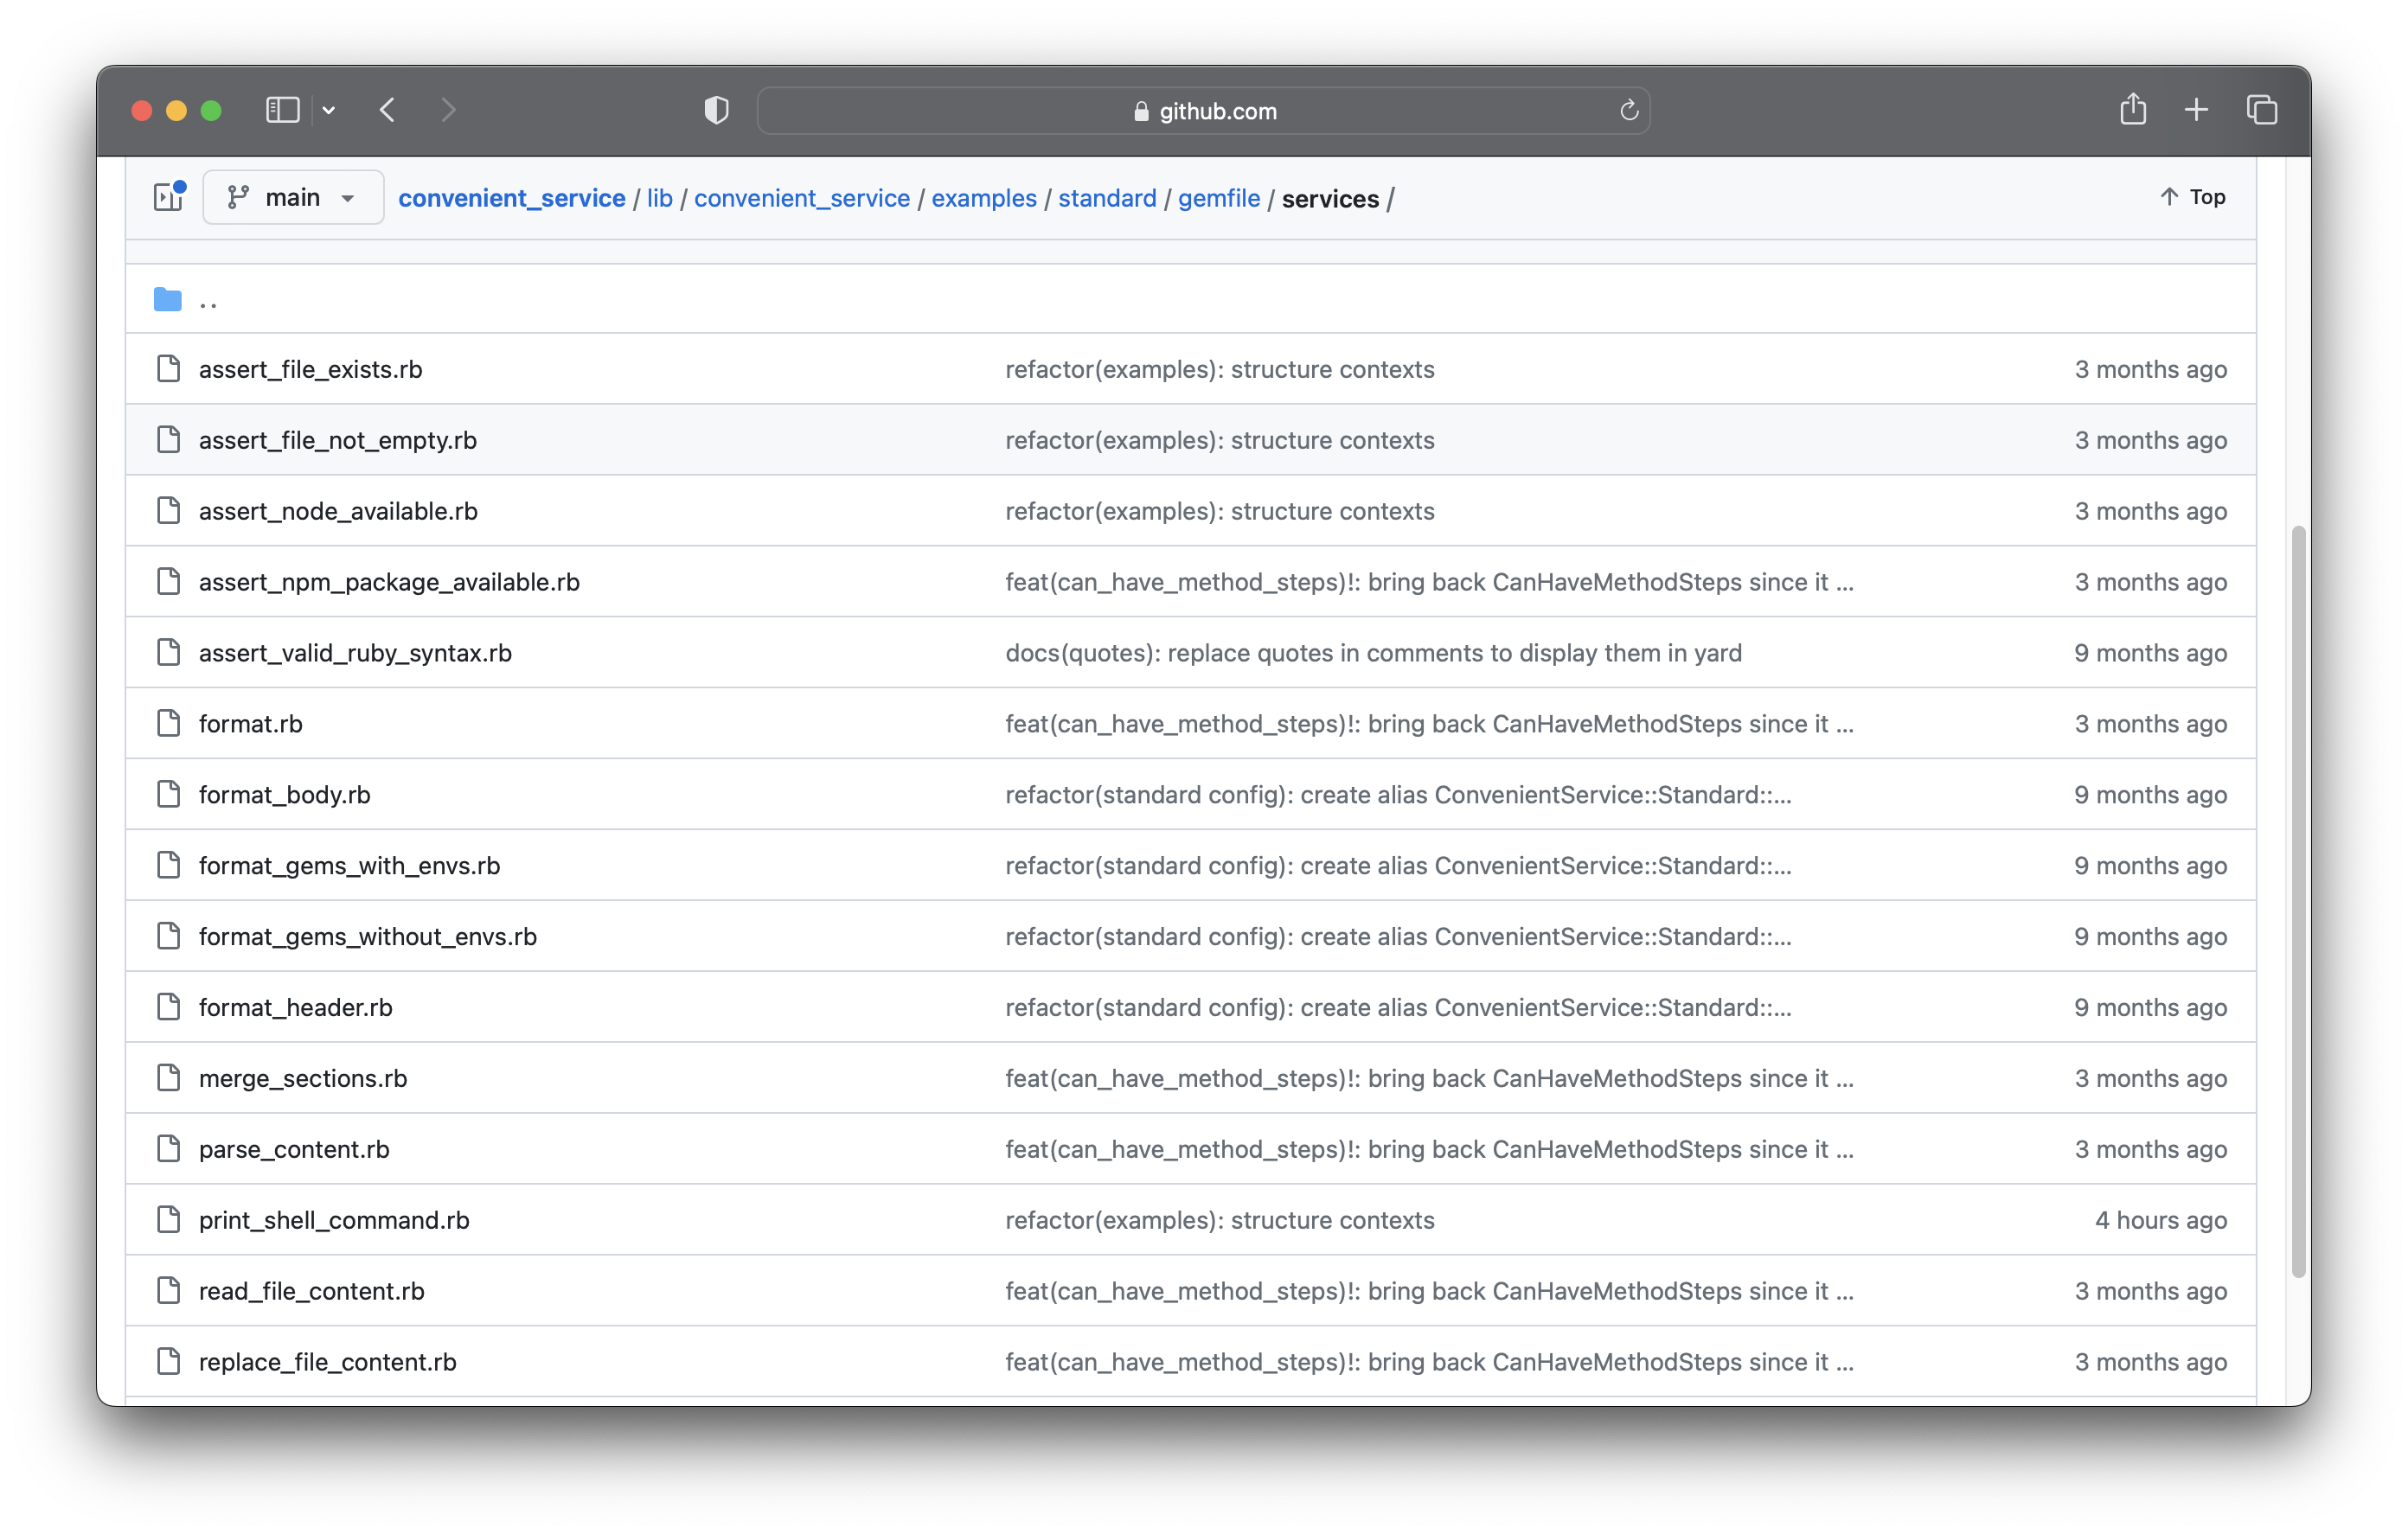 github.com
main convenient_service / lib / convenient_service / examples / standard / gemfile / services / Top
..
assert_file_exists.rb refactor(examples): structure contexts 3 months ago
assert_file_not_empty.rb refactor(examples): structure contexts 3 months ago
assert_node_available.rb refactor(examples): structure contexts 3 months ago
assert_npm_package_available.rb feat(can_have_method_steps)!: bring back CanHaveMethodSteps since it ... 3 months ago
assert_valid_ruby_syntax.rb docs(quotes): replace quotes in comments to display them in yard 9 months ago
format.rb feat(can_have_method_steps)!: bring back CanHaveMethodSteps since it ... 3 months ago
format_body.rb refactor(standard config): create alias ConvenientService::Standard::... 9 months ago
format_gems_with_envs.rb refactor(standard config): create alias ConvenientService::Standard::... 9 months ago
format_gems_without_envs.rb refactor(standard config): create alias ConvenientService::Standard::... 9 months ago
format_header.rb refactor(standard config): create alias ConvenientService::Standard::... 9 months ago
merge_sections.rb feat(can_have_method_steps)!: bring back CanHaveMethodSteps since it ... 3 months ago
parse_content.rb feat(can_have_method_steps)!: bring back CanHaveMethodSteps since it ... 3 months ago
print_shell_command.rb refactor(examples): structure contexts 4 hours ago
read_file_content.rb feat(can_have_method_steps)!: bring back CanHaveMethodSteps since it ... 3 months ago
replace_file_content.rb feat(can_have_method_steps)!: bring back CanHaveMethodSteps since it ... 3 months ago